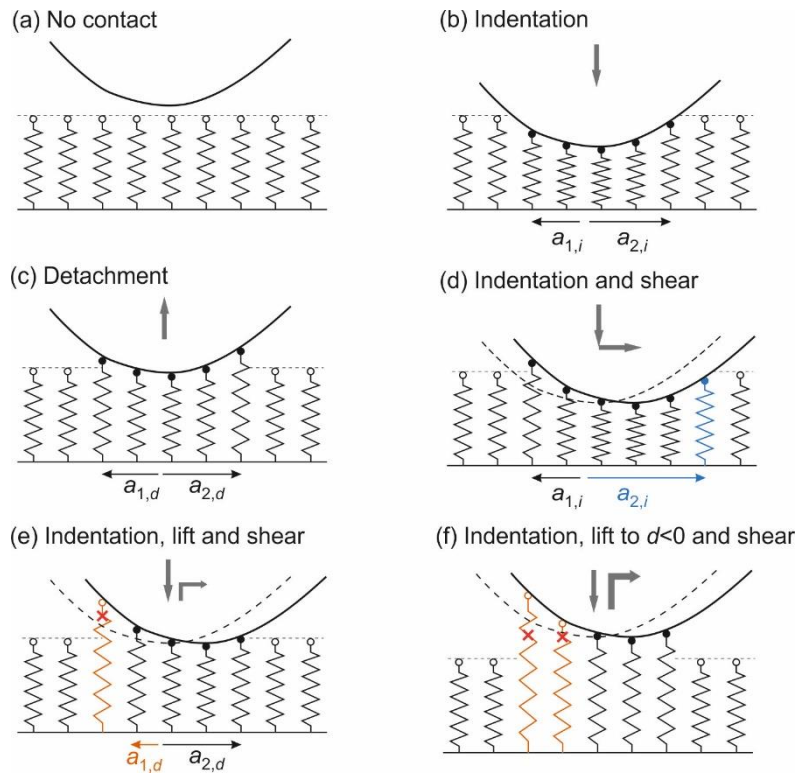 (a) No contact
(b) Indentation
a1,i a2,i
(c) Detachment
a1,d a2,d
(d) Indentation and shear
a1,i a2,i
(e) Indentation, lift and shear
a1,d a2,d
(f) Indentation, lift to d<0 and shear